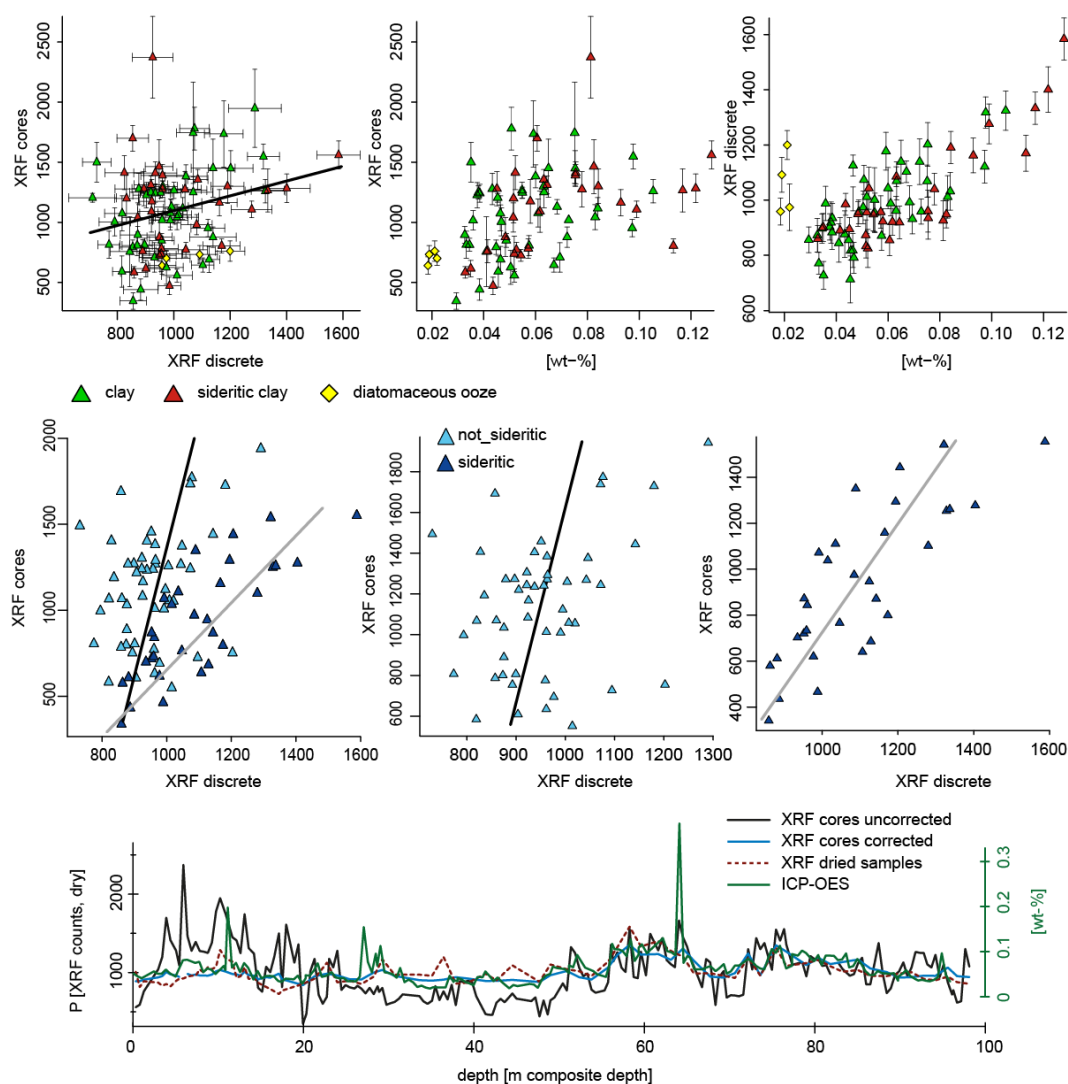 XRF cores
500 1000 1500 2000 2500
800 1000 1200 1400 1600
XRF discrete
XRF cores
500 1000 1500 2000 2500
0.02 0.04 0.06 0.08 0.10 0.12
[wt-%]
XRF discrete
600 800 1000 1200 1400 1600
0.02 0.04 0.06 0.08 0.10 0.12
[wt-%]
clay
sideritic clay
diatomaceous ooze
XRF cores
500 1000 1500 2000
800 1000 1200 1400 1600
XRF discrete
not_sideritic
sideritic
XRF cores
600 800 1000 1200 1400 1600 1800
800 900 1000 1100 1200 1300
XRF discrete
XRF cores
400 600 800 1000 1200 1400
1000 1200 1400 1600
XRF discrete
XRF cores uncorrected
XRF cores corrected
XRF dried samples
ICP-OES
P [XRF counts, dry]
1000 2000
0 20 40 60 80 100
depth [m composite depth]
0 0.1 0.2 0.3
[wt-%]